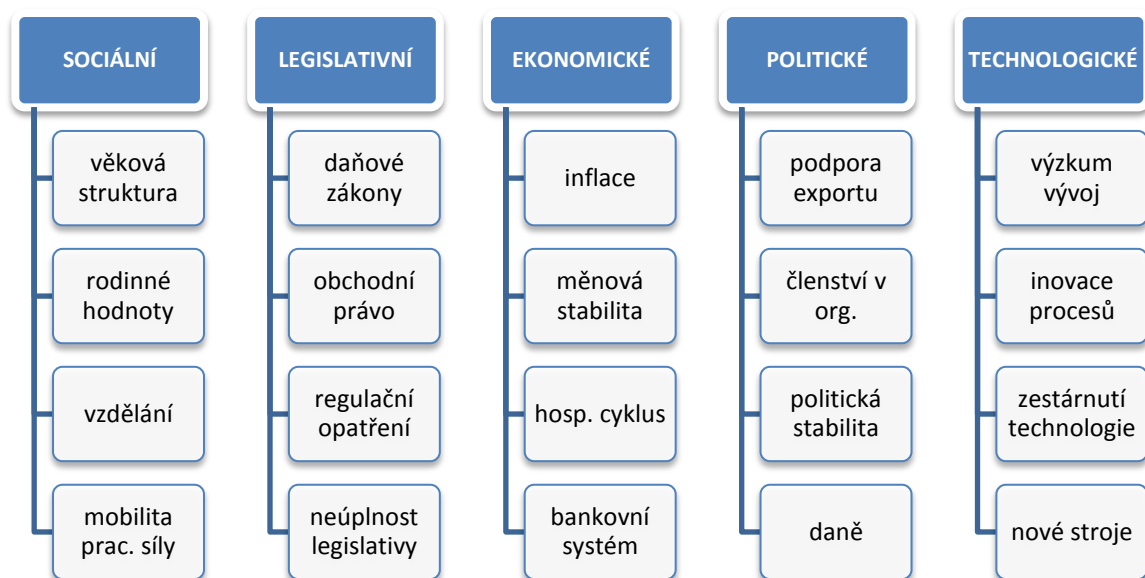 SOCIÁLNÍ
věková
struktura
rodinné
hodnoty
vzdělání
mobilita
prac. síly
LEGISLATIVNÍ
daňové
zákony
obchodní
právo
regulační
opatření
neúplnost
legislativy
EKONOMICKÉ
inflace
měnová
stabilita
hosp. cyklus
bankovní
systém
POLITICKÉ
podpora
exportu
členství v
org.
politická
stabilita
daně
TECHNOLOGICKÉ
výzkum
vývoj
inovace
procesů
zestárnutí
technologie
nové stroje